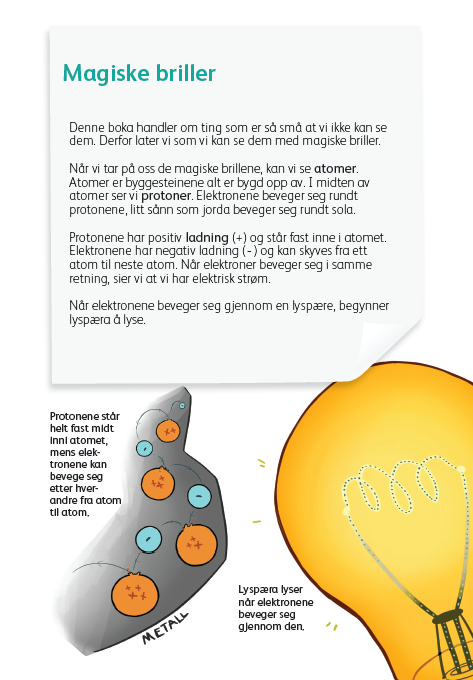 Magiske briller
Denne boka handler om ting som er så små at vi ikke kan se
dem. Derfor later vi som vi kan se dem med magiske briller.
Når vi tar på oss de magiske brillene, kan vi se atomer.
Atomer er byggesteinene alt er bygd opp av. I midten av
atomer ser vi protoner. Elektronene beveger seg rundt
protonene, litt sånn som jorda beveger seg rundt sola.
Protonene har positiv ladning (+) og står fast inne i atomet.
Elektronene har negativ ladning (-) og kan skyves fra ett
atom til neste atom. Når elektroner beveger seg i samme
retning, sier vi at vi har elektrisk strøm.
Når elektronene beveger seg gjennom en lyspære, begynner
lyspæra å lyse.
Protonene står
helt fast midt
inni atomet,
mens elek-
tronene kan
bevege seg
etter hver-
andre fra atom
til atom.
METALL
Lyspæra lyser
når elektronene
beveger seg
gjennom den.